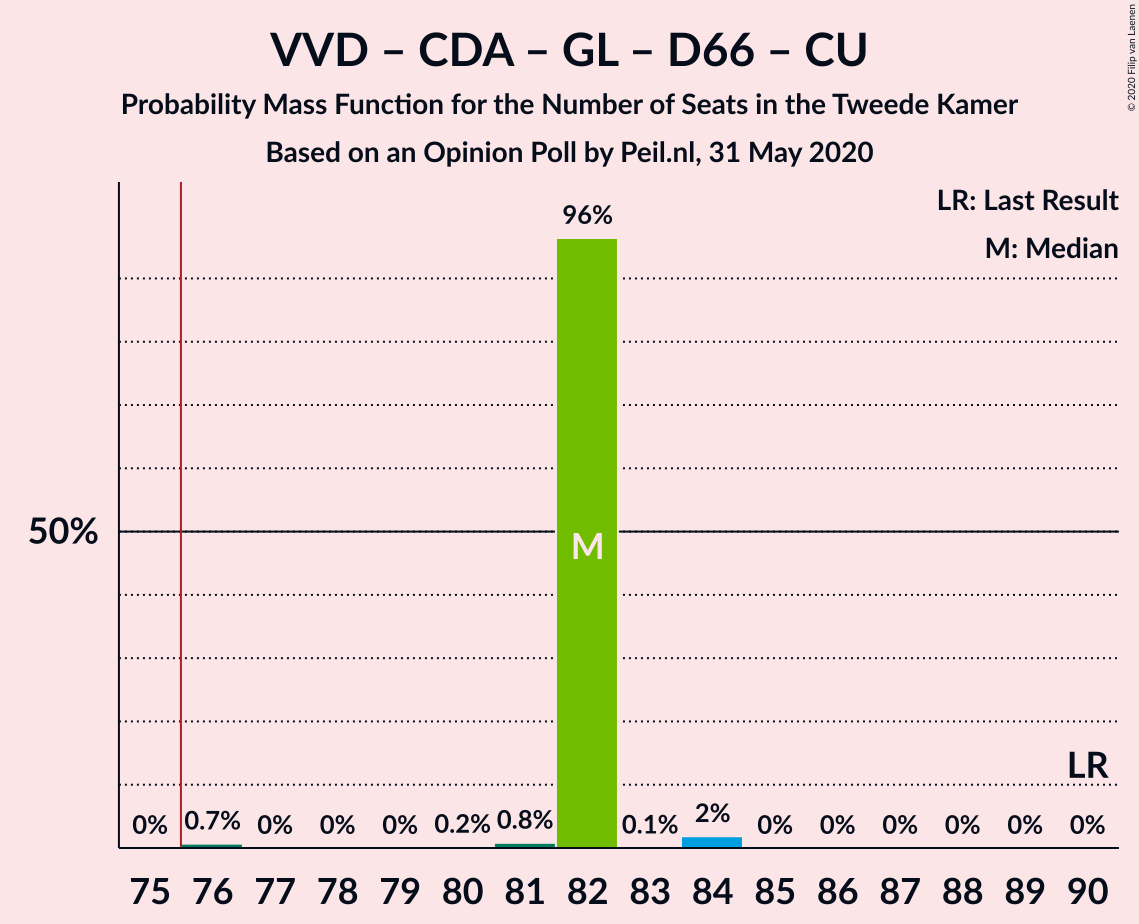 VVD – CDA – GL – D66 – CU
Probability Mass Function for the Number of Seats in the Tweede Kamer
Based on an Opinion Poll by Peil.nl, 31 May 2020
© 2020 Filip van Laenen
LR: Last Result
M: Median
96%
50%
M
LR
0% 0.7% 0% 0% 0% 0.2% 0.8% 0.1% 2% 0% 0% 0% 0% 0% 0%
75 76 77 78 79 80 81 82 83 84 85 86 87 88 89 90